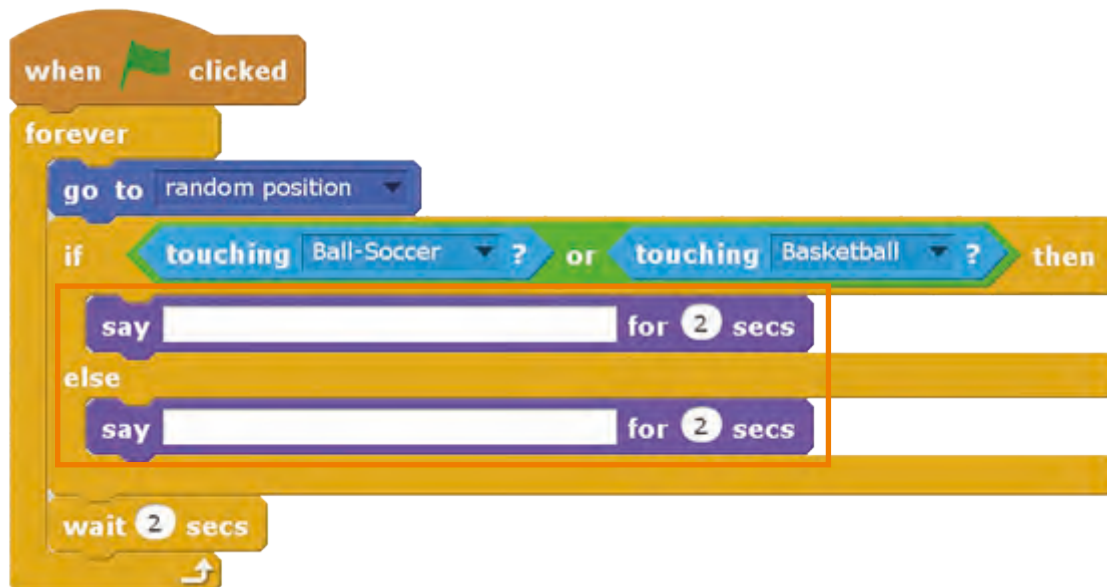 when clicked
forever
go to random position
if touching Ball-Soccer ? or touching Basketball ? then
say for 2 secs
else
say for 2 secs
wait 2 secs